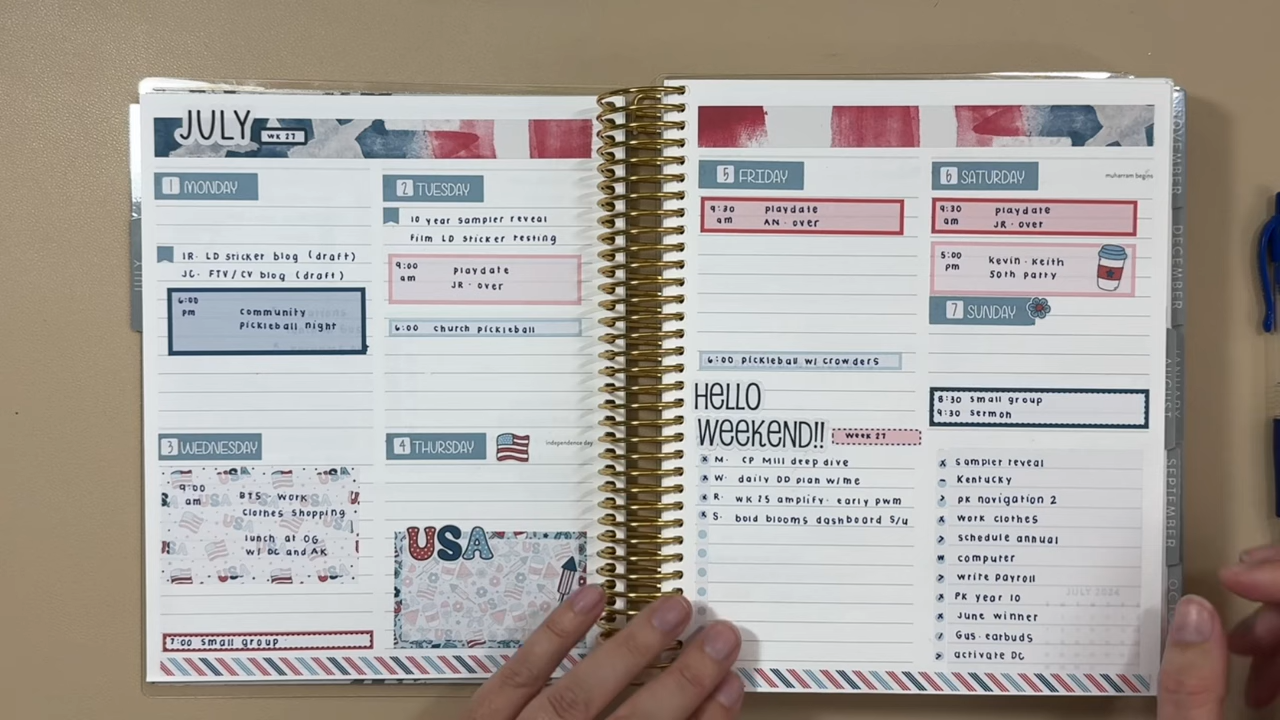 JULY
WK 27
1 MONDAY
IR. LD sticker blog (draft)
JC. FTV/CV blog (draft)
6:00 pm community
pickleball night
2 TUESDAY
10 year sampler reveal
film LD sticker testing
9:00 am playdate
JR. over
6:00 church pickleball
3 WEDNESDAY
9:00 am BTS. work
clothes shopping
lunch at OG
w/ DC and AK
7:00 small group
4 THURSDAY
independence day
USA
5 FRIDAY
9:30 am playdate
AN. over
6:00 pickleball w/ crowders
HELLO
WEEKEND!!
WEEK 27
x M. CP Mill deep dive
x W. daily DD plan w/me
x R. wk 25 amplify. early pwm
x S. bold blooms dashboard s/u
6 SATURDAY
muharram begins
9:30 am playdate
JR. over
5:00 pm Kevin. Keith
50th party
7 SUNDAY
8:30 small group
9:30 sermon
x sampler reveal
Kentucky
> PK navigation 2
x work clothes
> schedule annual
computer
> write payroll
x PK year 10
x June winner
/ Gus. earbuds
> activate DC
JULY 2024
JULY
NOVEMBER
DECEMBER
JANUARY
AUGUST
SEPTEMBER